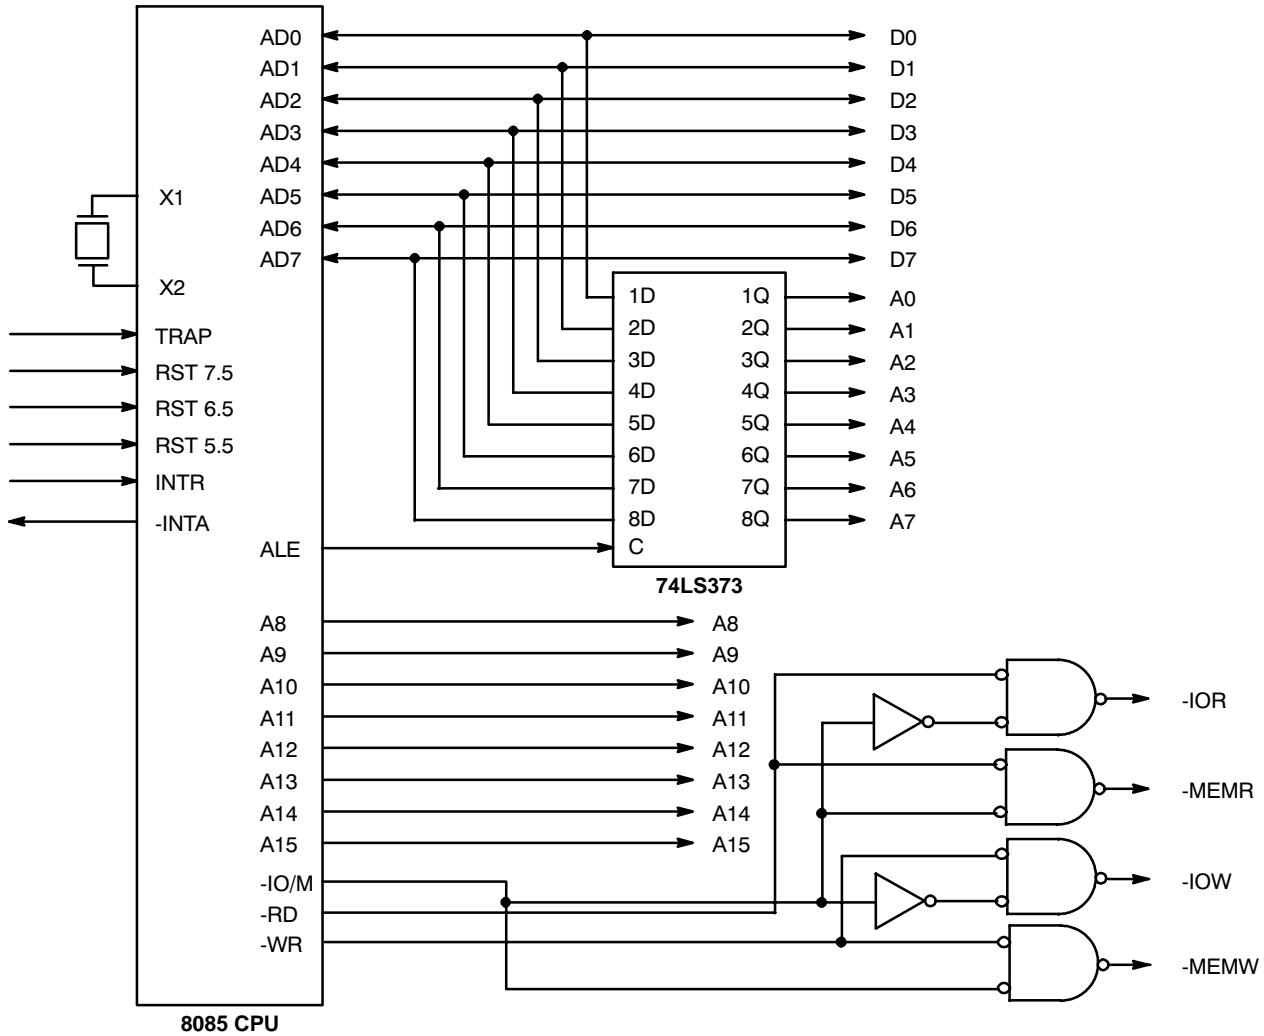 AD0 D0
AD1 D1
AD2 D2
AD3 D3
AD4 D4
X1 AD5 D5
AD6 D6
AD7 D7
X2 1D 1Q A0
TRAP 2D 2Q A1
RST 7.5 3D 3Q A2
RST 6.5 4D 4Q A3
RST 5.5 5D 5Q A4
6D 6Q A5
INTR 7D 7Q A6
-INTA 8D 8Q A7
ALE C
74LS373
A8 A8
A9 A9
A10 A10
-IOR
A11 A11
A12 A12
A13 A13
-MEMR
A14 A14
A15 A15
-IO/M -IOW
-RD
-WR
-MEMW
8085 CPU